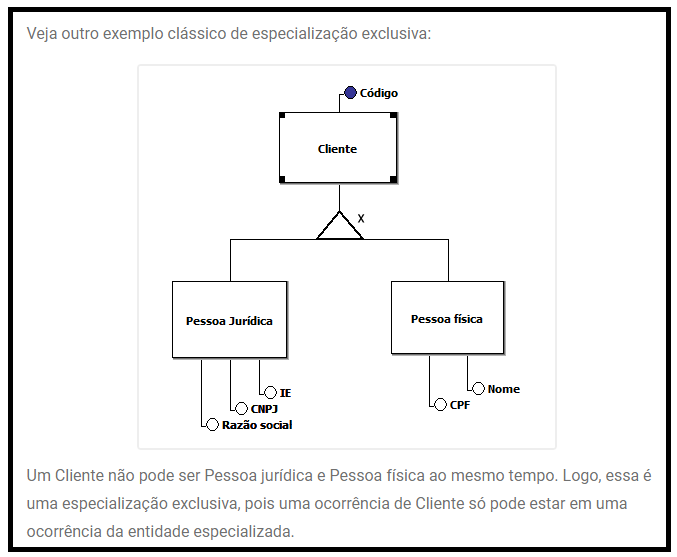 Veja outro exemplo clássico de especialização exclusiva:
Código
Cliente
X
Pessoa Jurídica
Pessoa física
IE
CNPJ
Razão social
Nome
CPF
Um Cliente não pode ser Pessoa jurídica e Pessoa física ao mesmo tempo. Logo, essa é
uma especialização exclusiva, pois uma ocorrência de Cliente só pode estar em uma
ocorrência da entidade especializada.